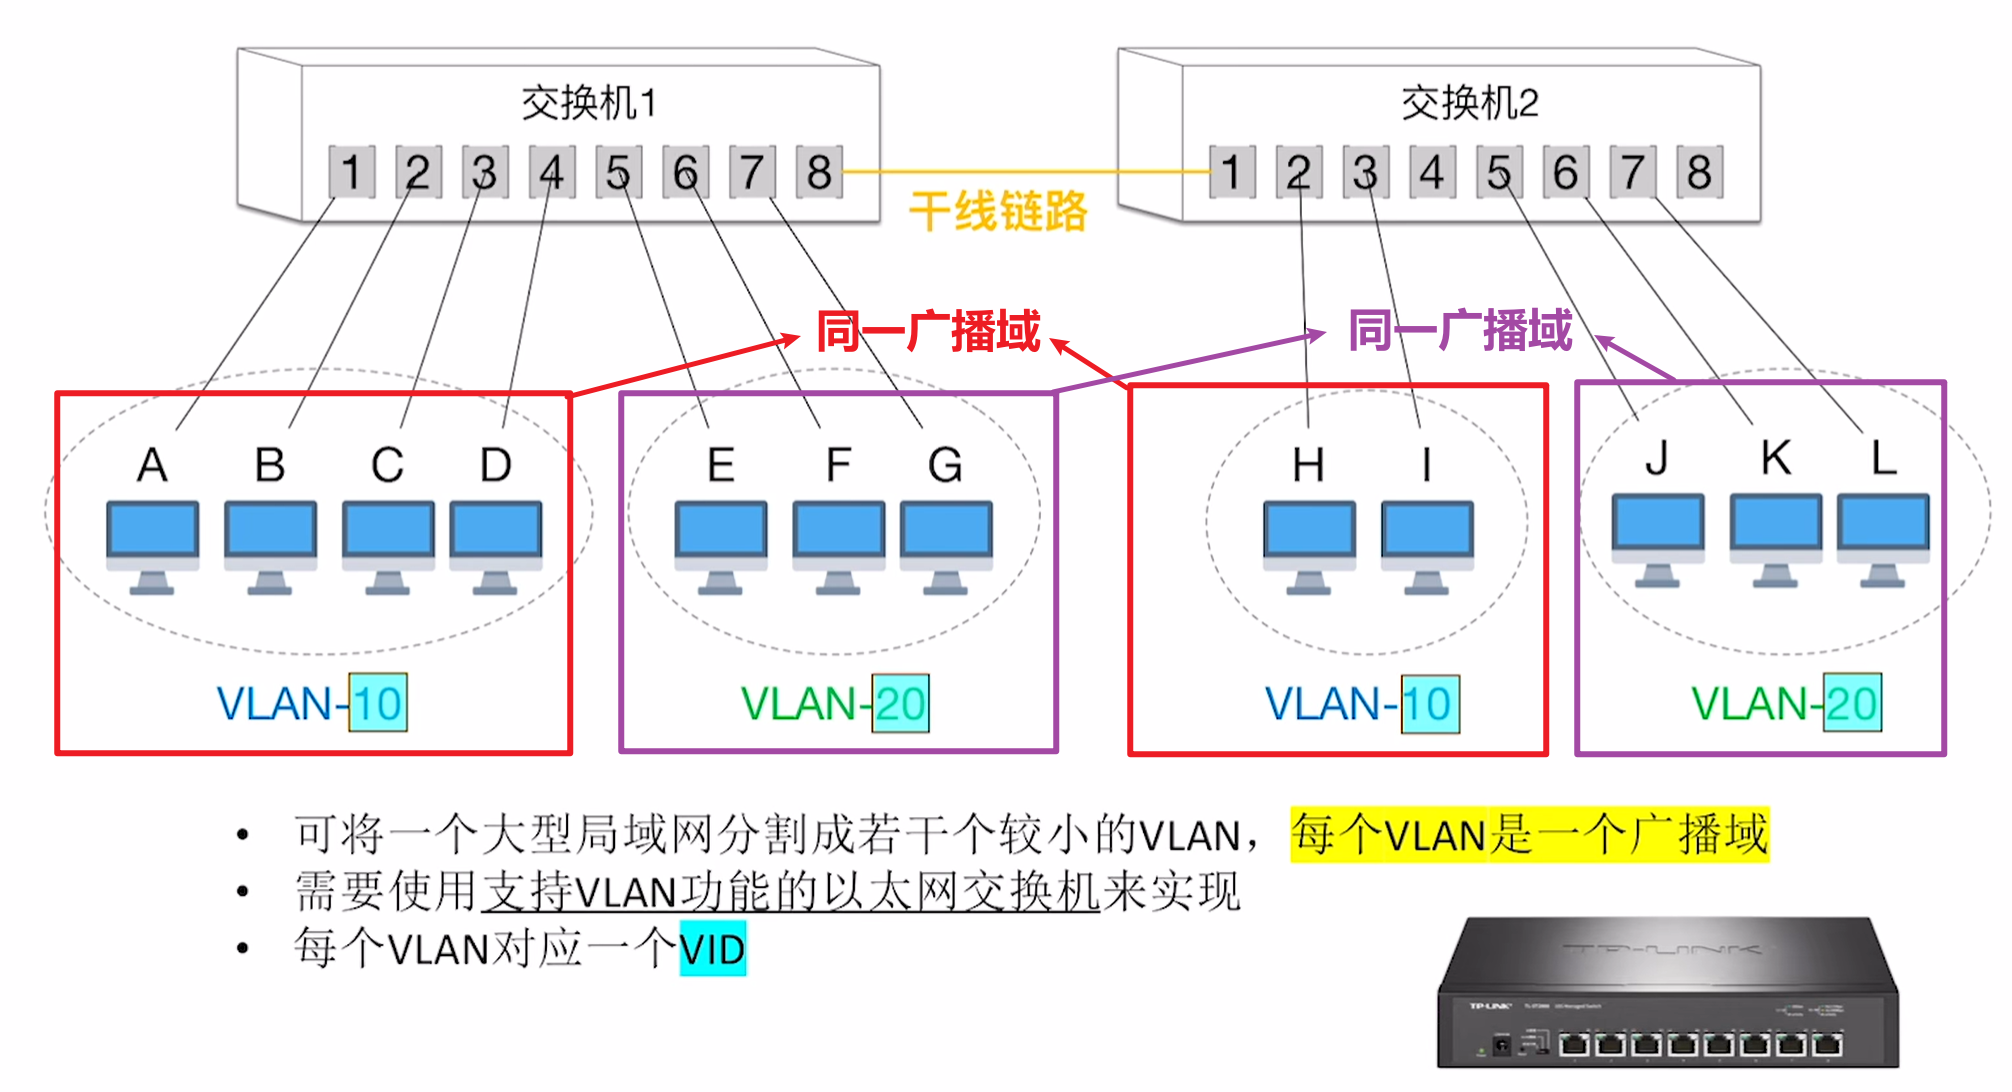 交换机1
交换机2
1 2 3 4 5 6 7 8
1 2 3 4 5 6 7 8
干线链路
同一广播域
同一广播域
A B C D
E F G
H I
J K L
VLAN-10
VLAN-20
VLAN-10
VLAN-20
• 可将一个大型局域网分割成若干个较小的VLAN，每个VLAN是一个广播域
• 需要使用支持VLAN功能的以太网交换机来实现
• 每个VLAN对应一个VID
TP-LINK
TP-LINK